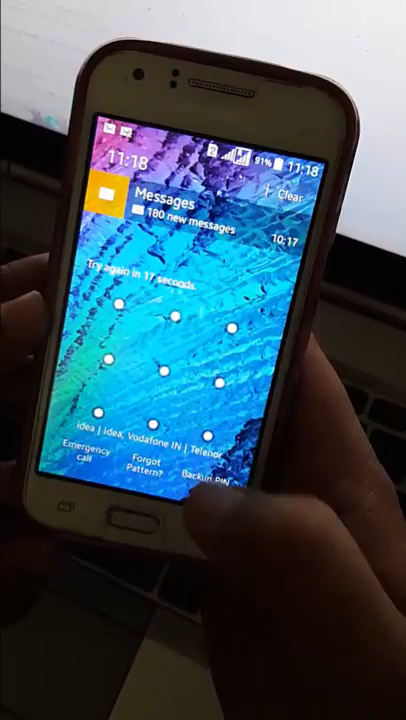 2 91% 11:18
11:18
Clear
Messages
180 new messages
10:17
Try again in 17 seconds.
Idea | Idea, Vodafone IN | Telenor
Emergency call
Forgot Pattern?
Backup PIN